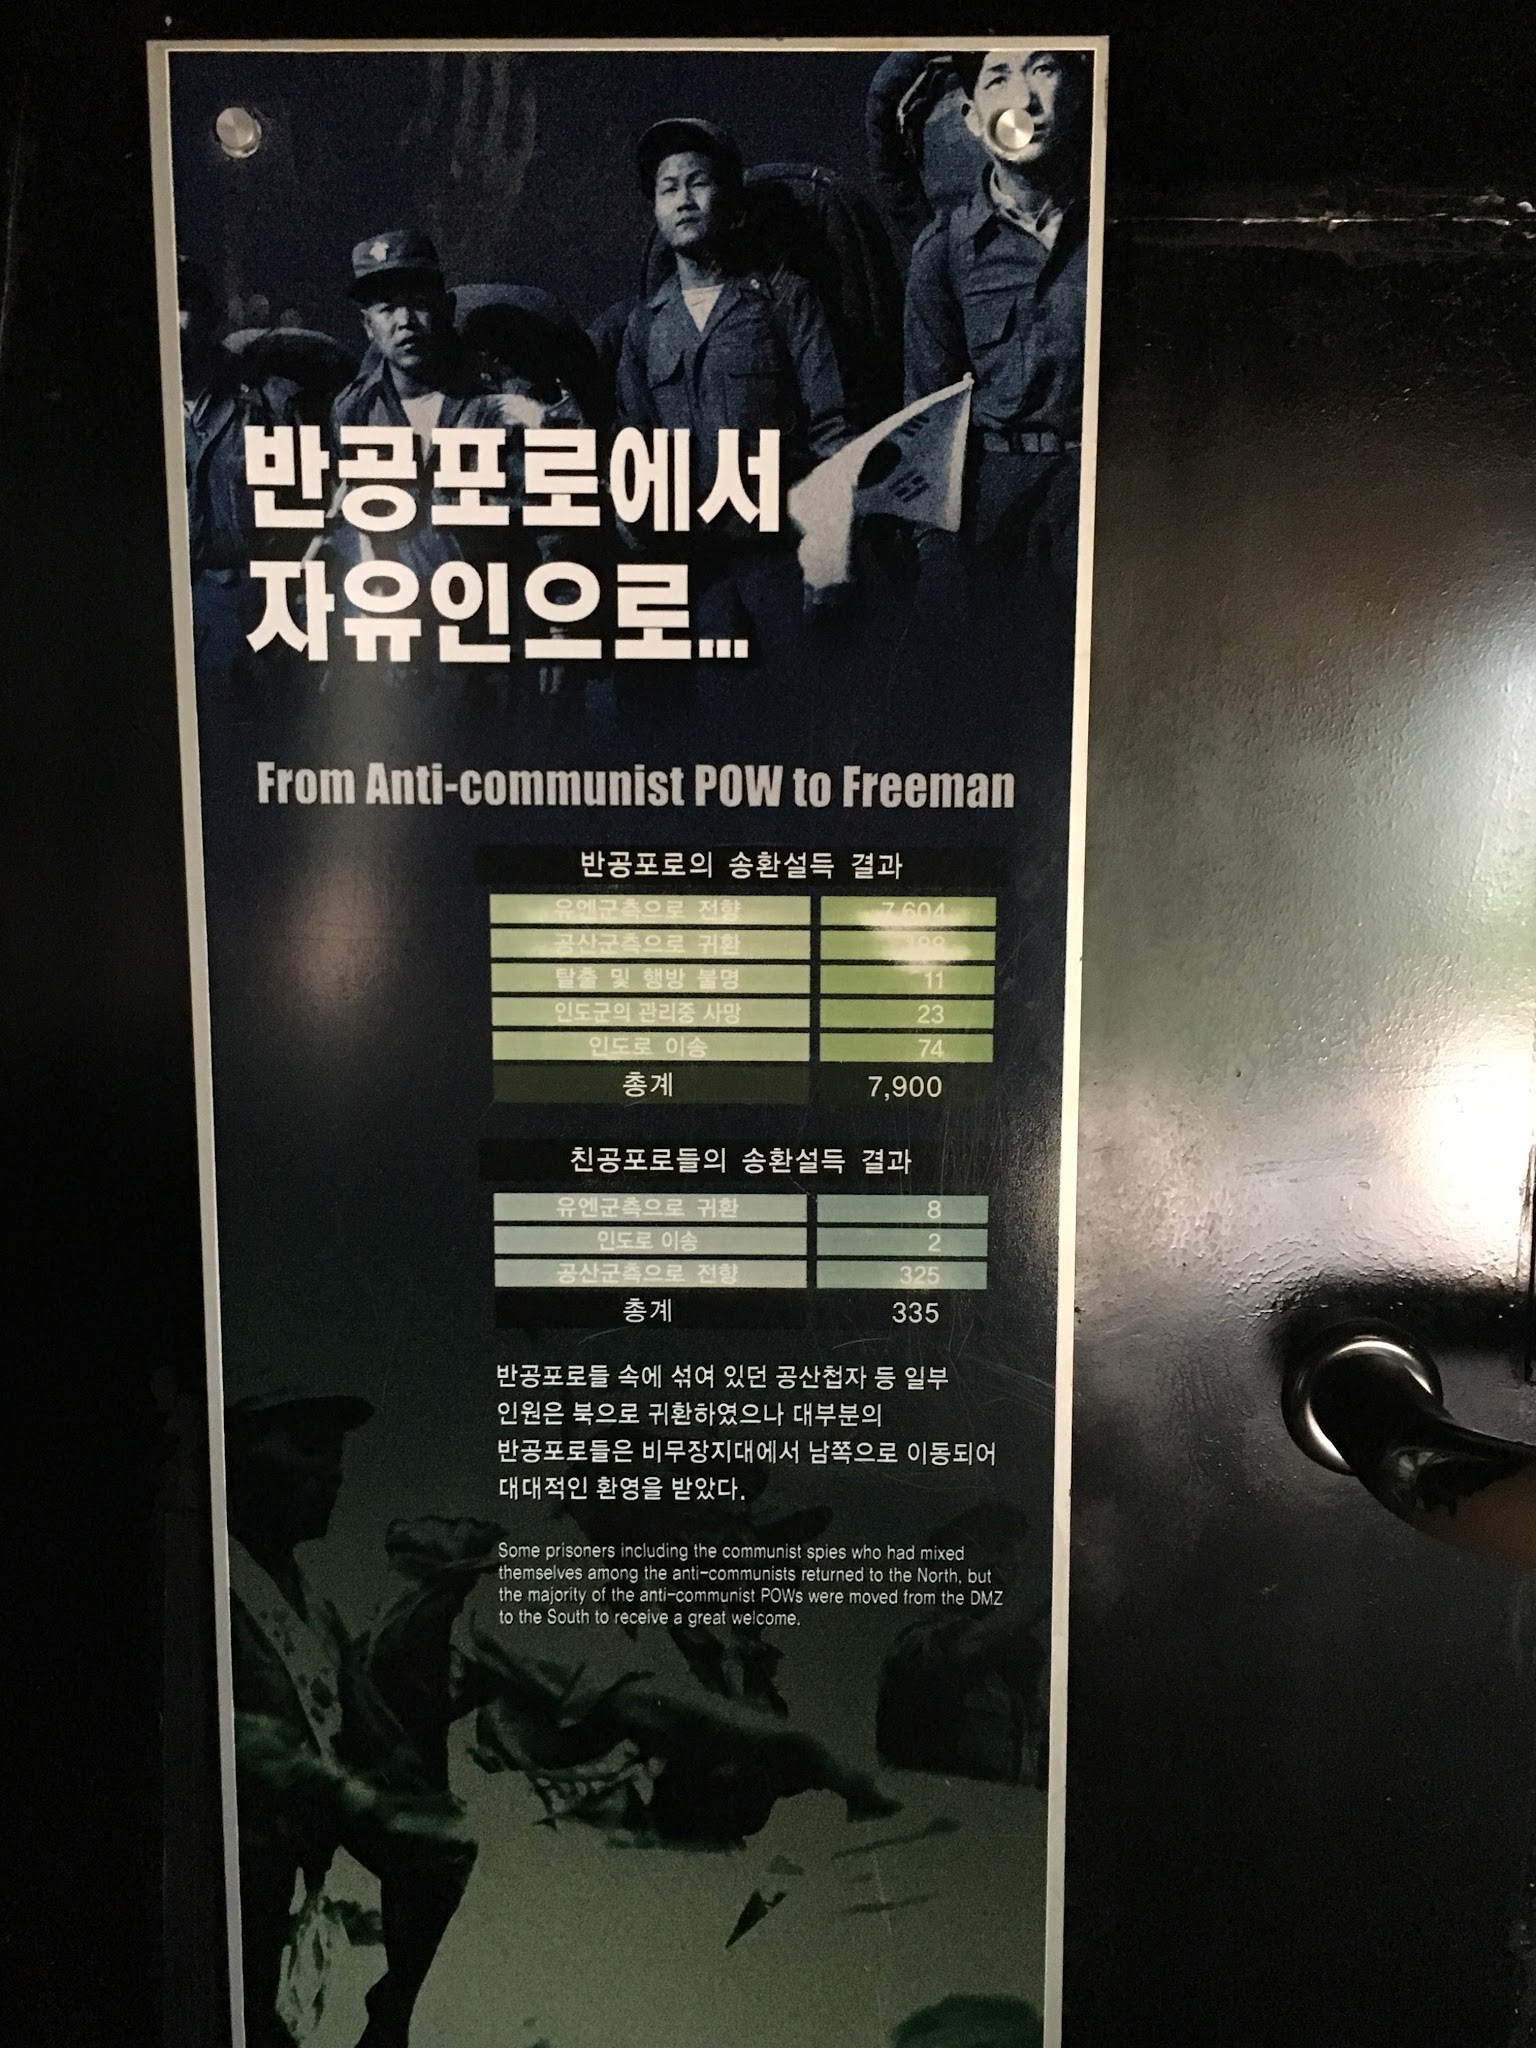 반공포로에서
자유인으로...
From Anti-communist POW to Freeman
반공포로의 송환설득 결과
유엔군측으로 전향 7,604
공산군측으로 귀환 188
탈출 및 행방 불명 11
인도군의 관리중 사망 23
인도로 이송 74
총계 7,900
친공포로들의 송환설득 결과
유엔군측으로 귀환 8
인도로 이송 2
공산군측으로 전향 325
총계 335
반공포로들 속에 섞여 있던 공산첩자 등 일부
인원은 북으로 귀환하였으나 대부분의
반공포로들은 비무장지대에서 남쪽으로 이동되어
대대적인 환영을 받았다.
Some prisoners including the communist spies who had mixed
themselves among the anti-communists returned to the North, but
the majority of the anti-communist POWs were moved from the DMZ
to the South to receive a great welcome.